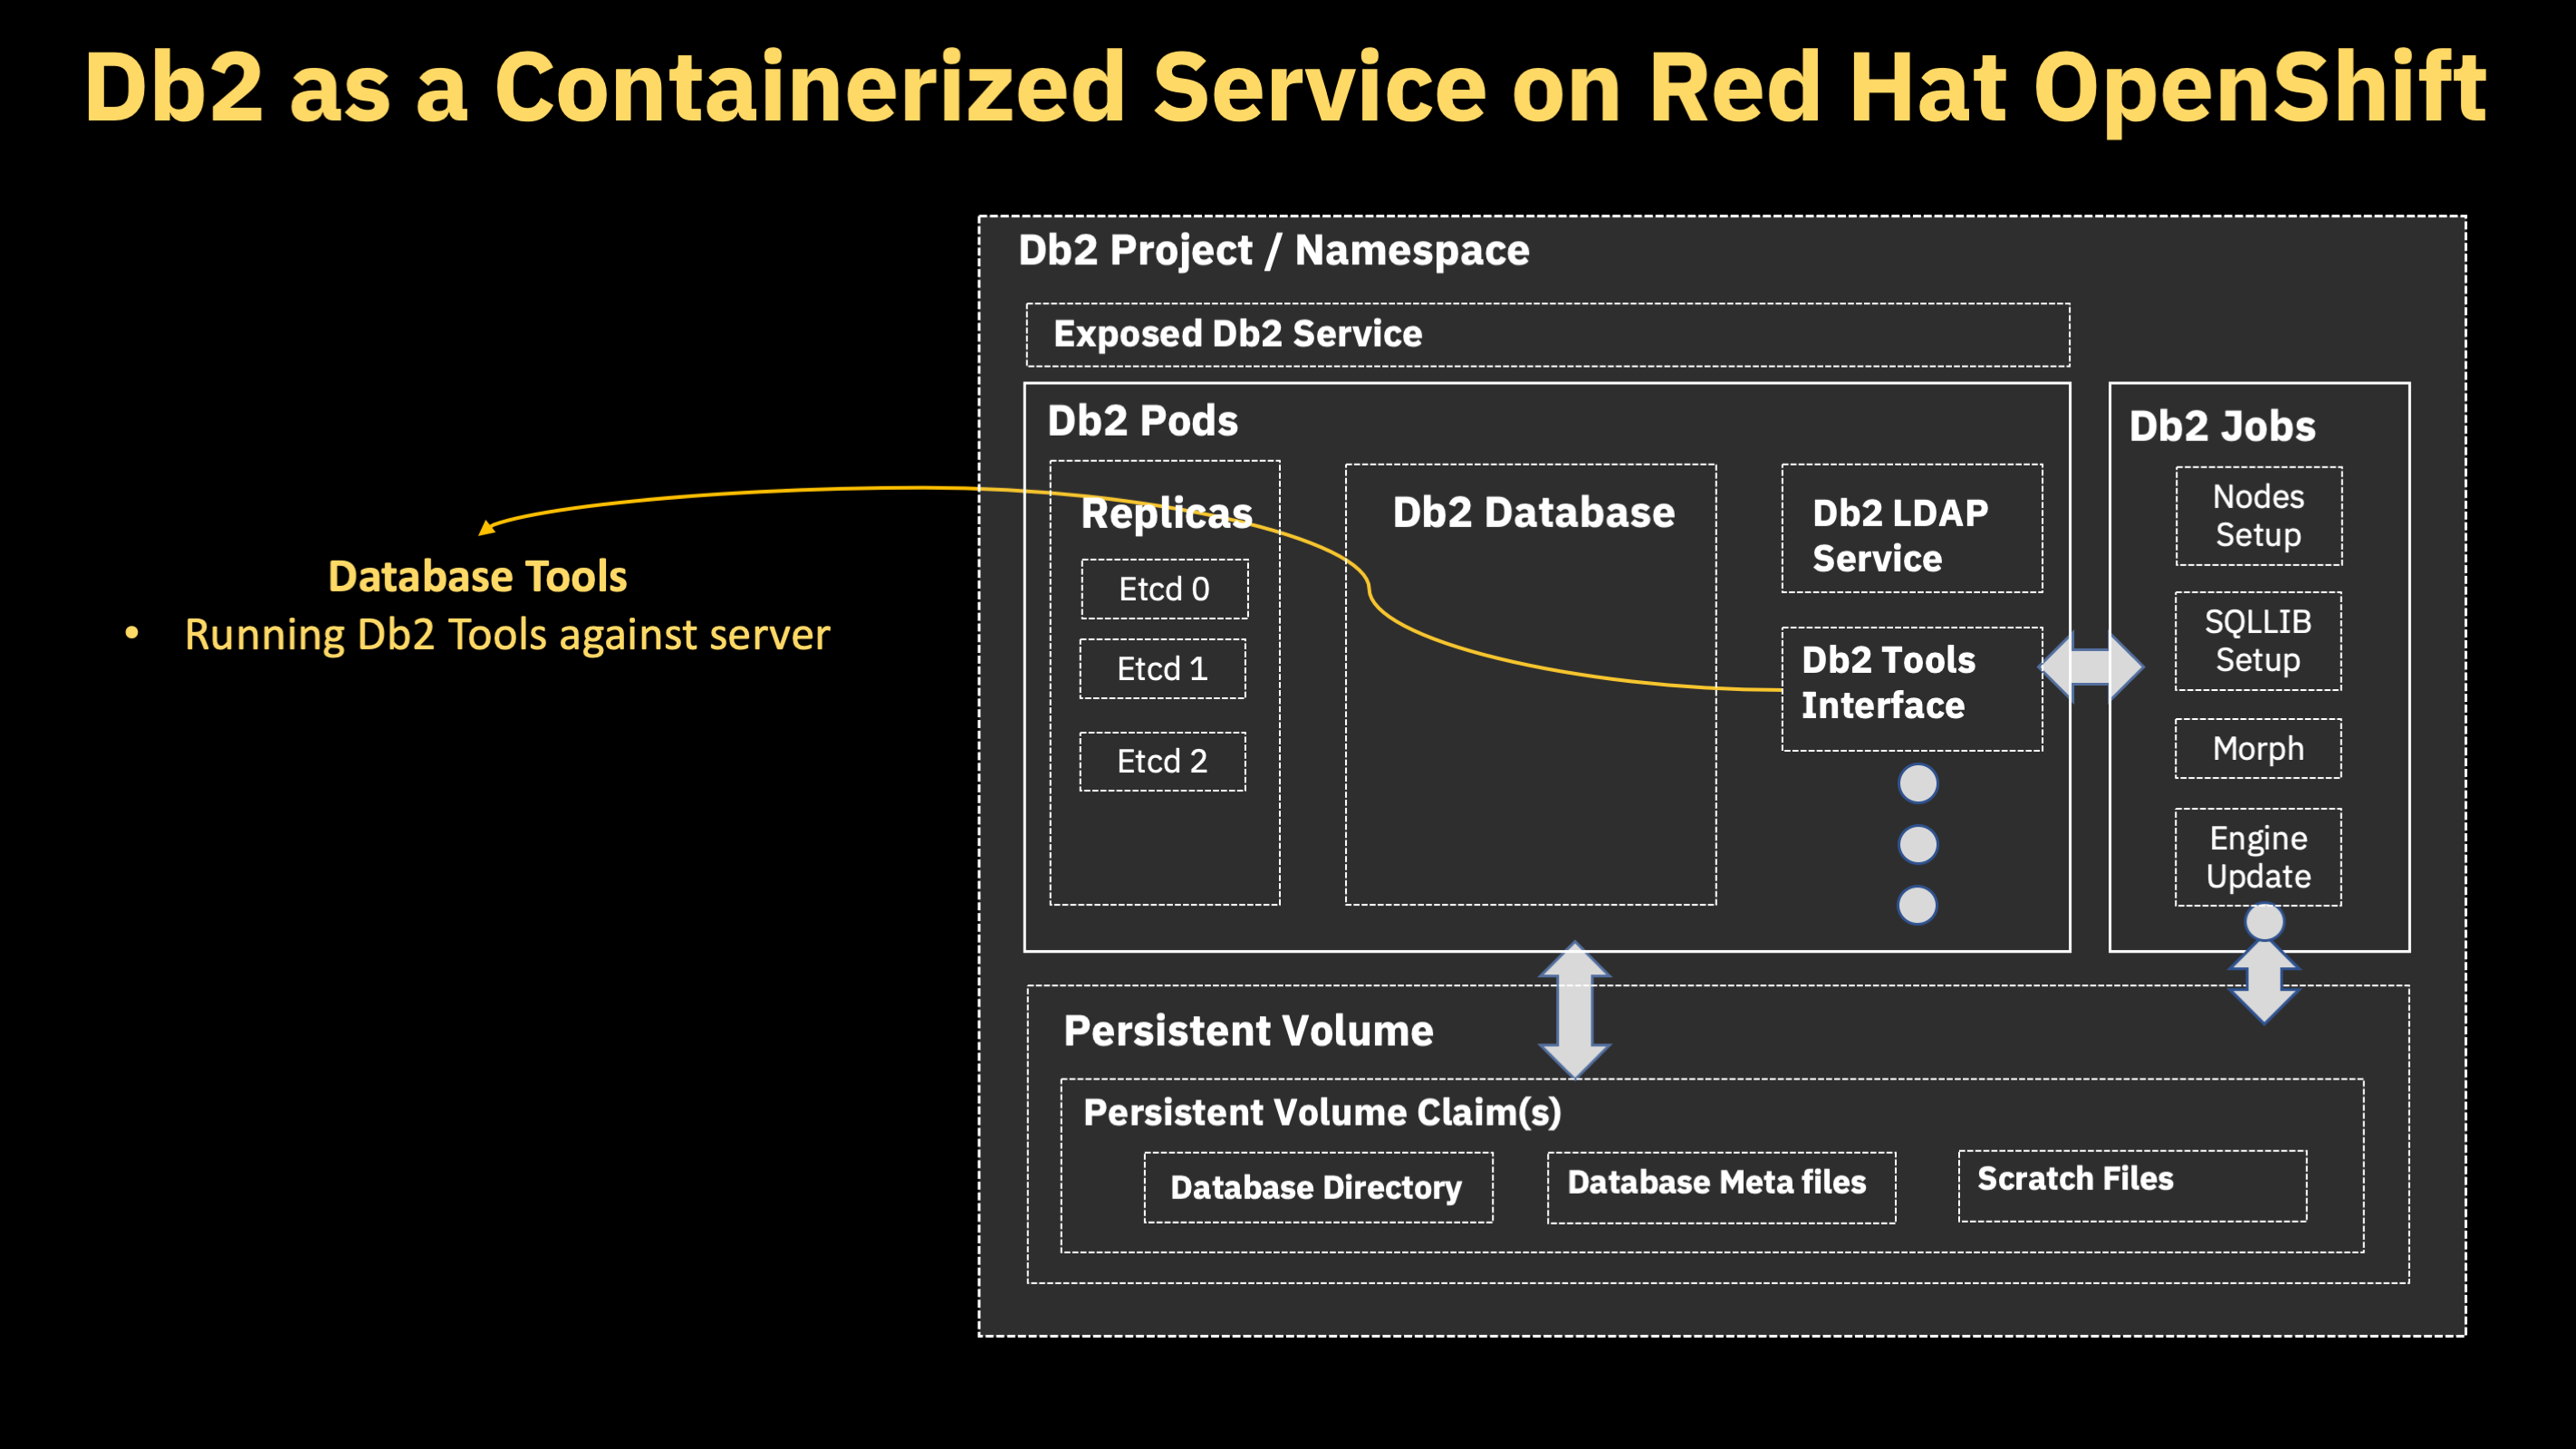 Db2 as a Containerized Service on Red Hat OpenShift
Database Tools
• Running Db2 Tools against server
Db2 Project / Namespace
Exposed Db2 Service
Db2 Pods
Replicas
Etcd 0
Etcd 1
Etcd 2
Db2 Database
Db2 LDAP
Service
Db2 Tools
Interface
Db2 Jobs
Nodes
Setup
SQLLIB
Setup
Morph
Engine
Update
Persistent Volume
Persistent Volume Claim(s)
Database Directory
Database Meta files
Scratch Files